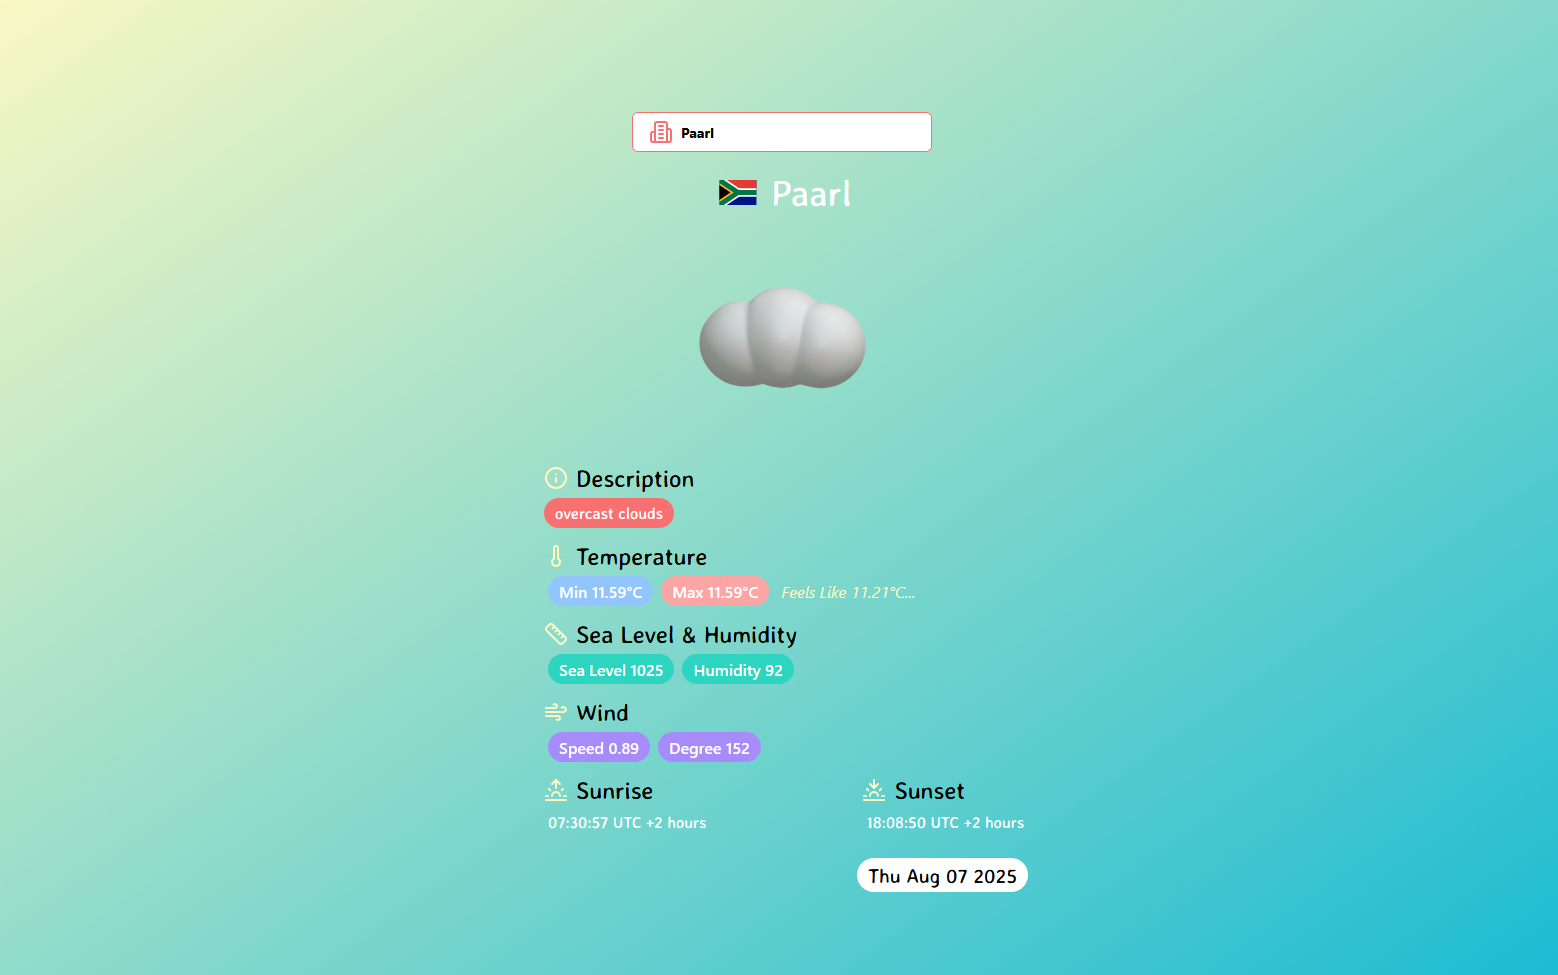 Paarl
Paarl
Description
overcast clouds
Temperature
Min 11.59°C Max 11.59°C Feels Like 11.21°C...
Sea Level & Humidity
Sea Level 1025 Humidity 92
Wind
Speed 0.89 Degree 152
Sunrise Sunset
07:30:57 UTC +2 hours 18:08:50 UTC +2 hours
Thu Aug 07 2025